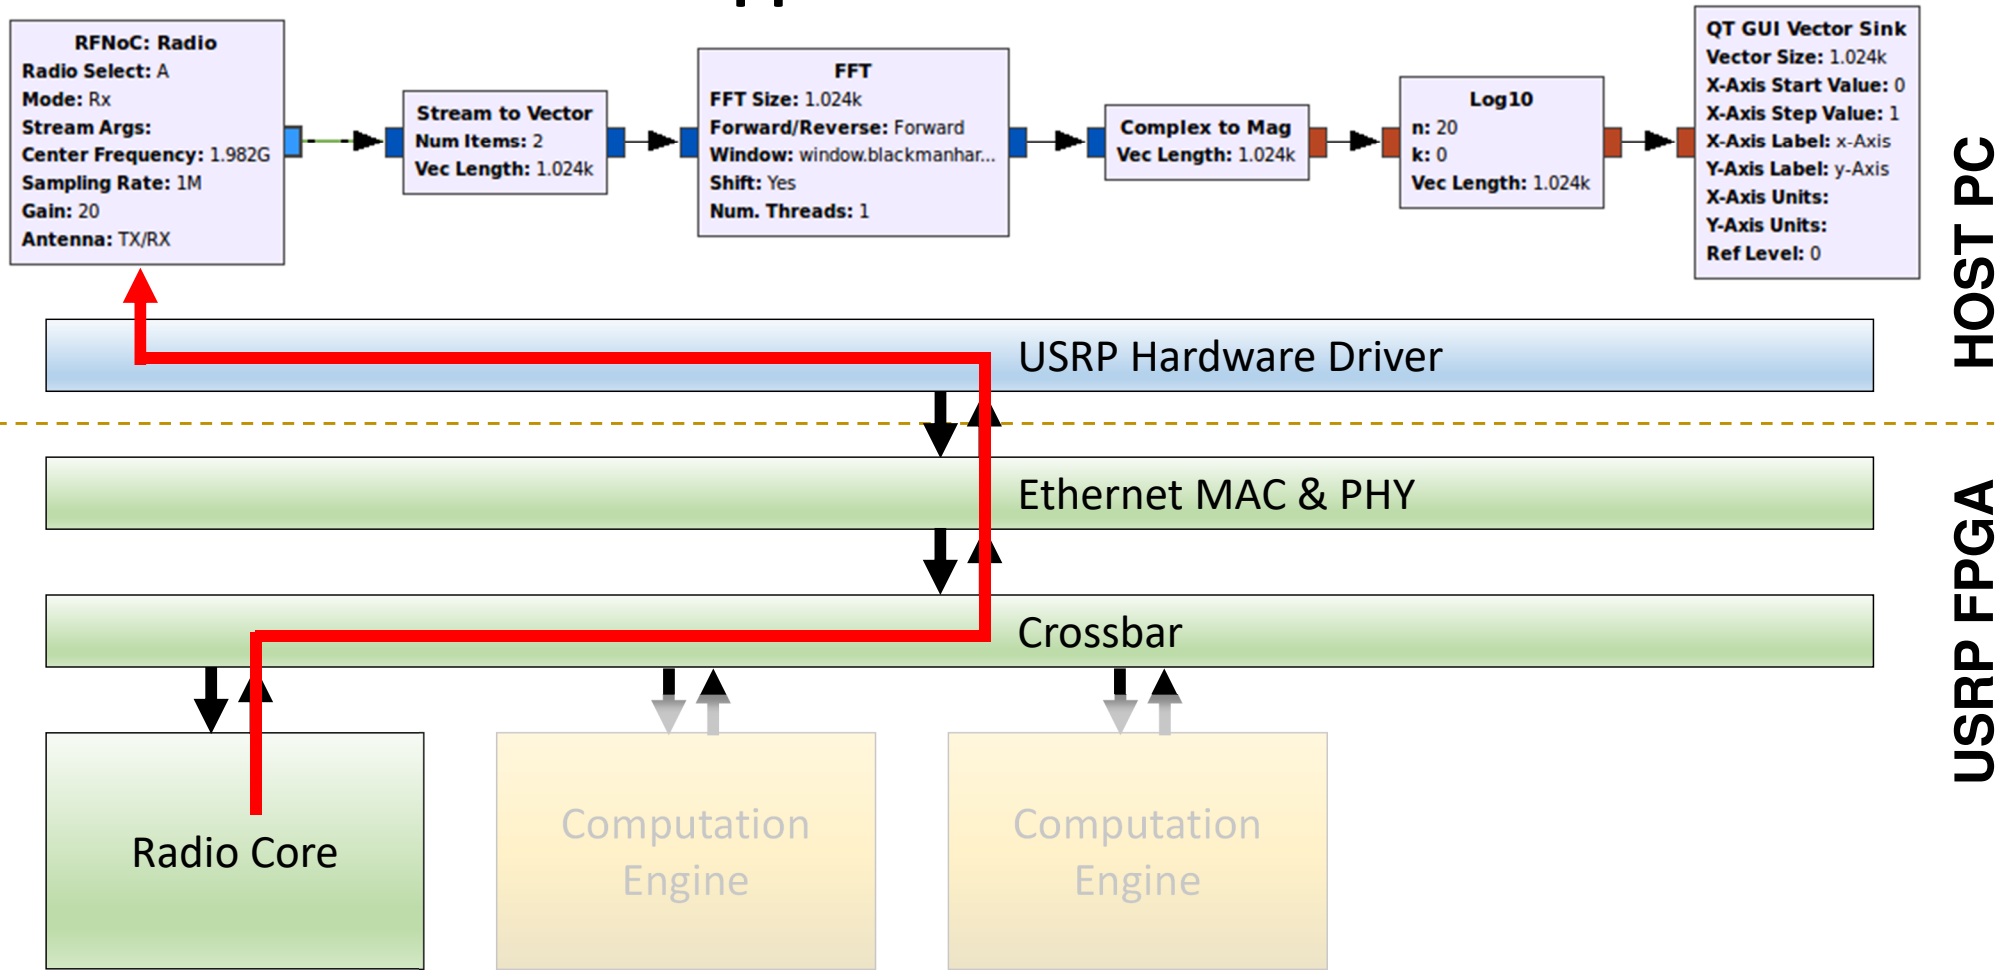 RFNoC: Radio
Radio Select: A
Mode: Rx
Stream Args:
Center Frequency: 1.982G
Sampling Rate: 1M
Gain: 20
Antenna: TX/RX
Stream to Vector
Num Items: 2
Vec Length: 1.024k
FFT
FFT Size: 1.024k
Forward/Reverse: Forward
Window: window.blackmanhar...
Shift: Yes
Num. Threads: 1
Complex to Mag
Vec Length: 1.024k
Log10
n: 20
k: 0
Vec Length: 1.024k
QT GUI Vector Sink
Vector Size: 1.024k
X-Axis Start Value: 0
X-Axis Step Value: 1
X-Axis Label: x-Axis
Y-Axis Label: y-Axis
X-Axis Units:
Y-Axis Units:
Ref Level: 0
HOST PC
USRP Hardware Driver
Ethernet MAC & PHY
Crossbar
USRP FPGA
Radio Core
Computation
Engine
Computation
Engine